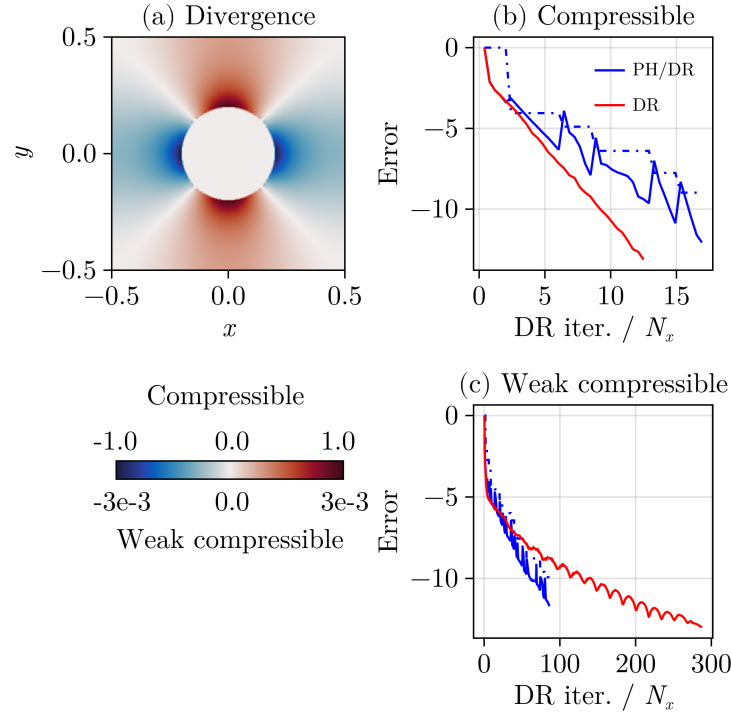 (a) Divergence
0.5
0.0
−0.5
y
−0.5
0.0
0.5
x
(b) Compressible
0
−5
−10
Error
PH/DR
DR
0
5
10
15
DR iter. / Nx
Compressible
-1.0
0.0
1.0
-3e-3
0.0
3e-3
Weak compressible
(c) Weak compressible
0
−5
−10
Error
0
100
200
300
DR iter. / Nx